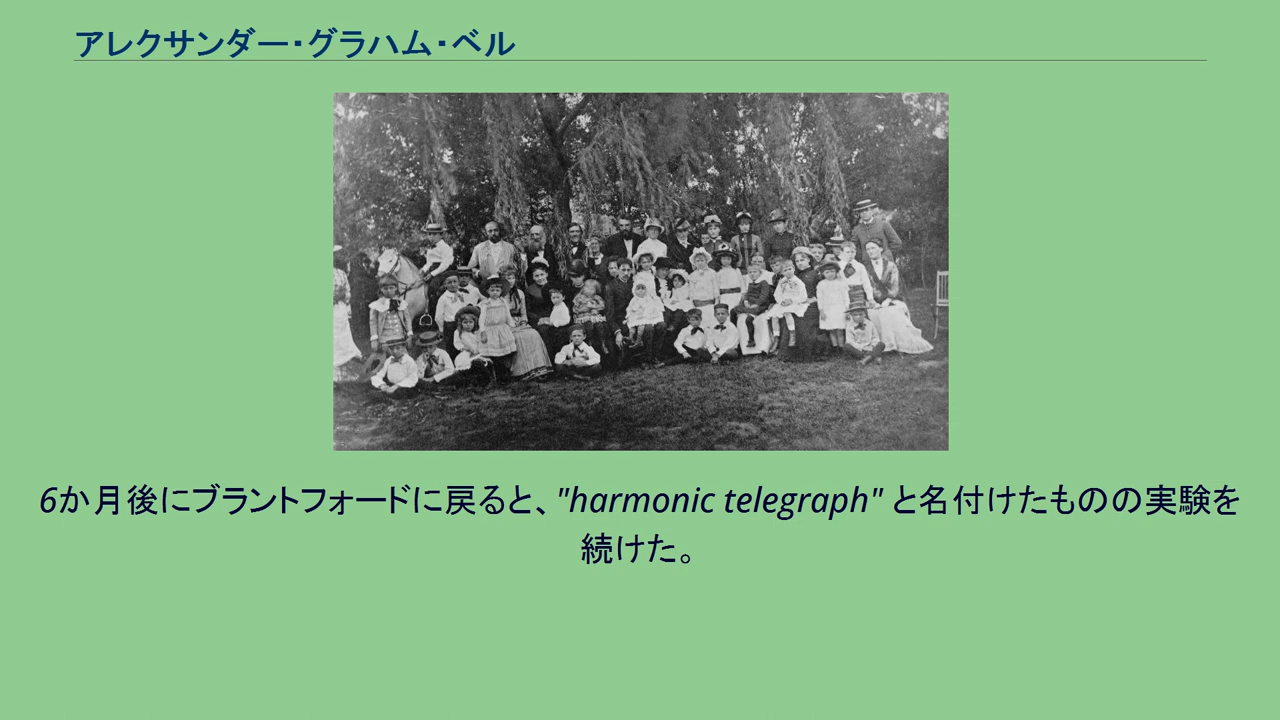 アレクサンダー・グラハム・ベル
6か月後にブラントフォードに戻ると、"harmonic telegraph" と名付けたものの実験を
続けた。